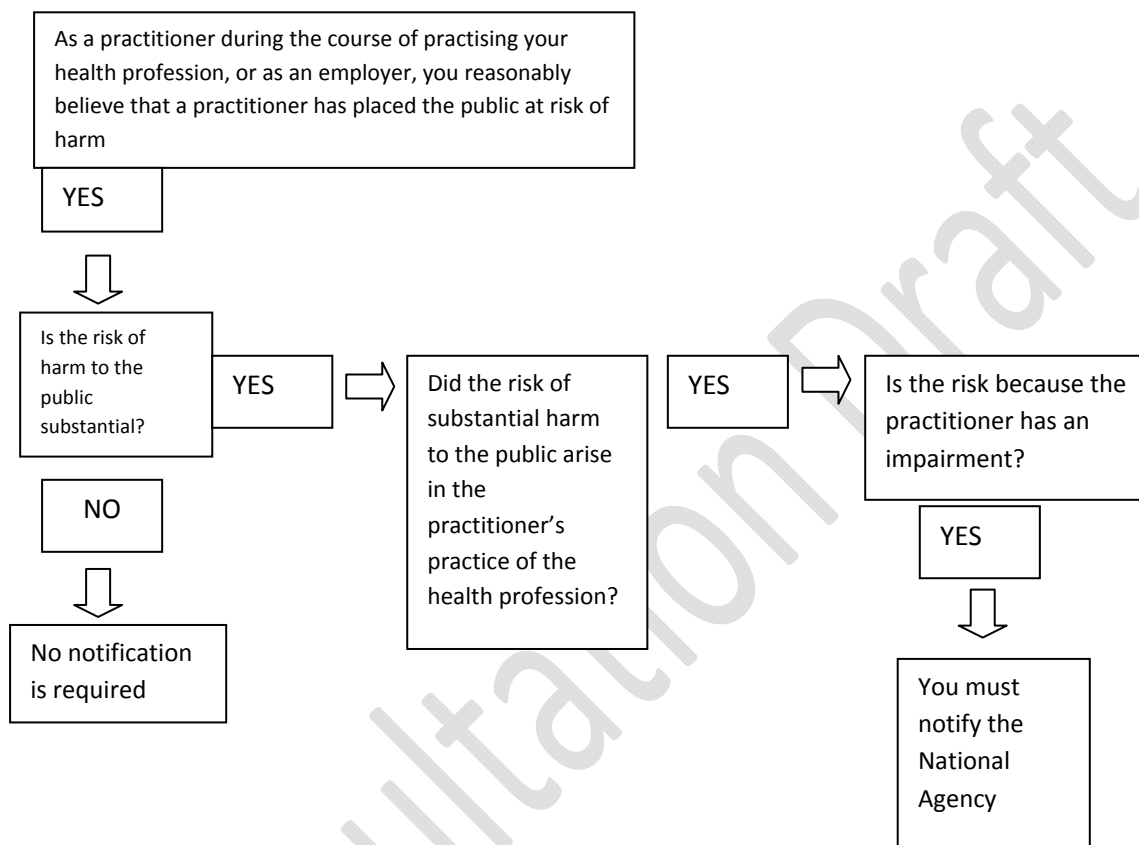 As a practitioner during the course of practising your
health profession, or as an employer, you reasonably
believe that a practitioner has placed the public at risk of
harm
YES
Is the risk of
harm to the
public
substantial?
YES
Did the risk of
substantial harm
to the public arise
in the
practitioner’s
practice of the
health profession?
YES
Is the risk because the
practitioner has an
impairment?
NO
YES
No notification
is required
You must
notify the
National
Agency
ultation Draft